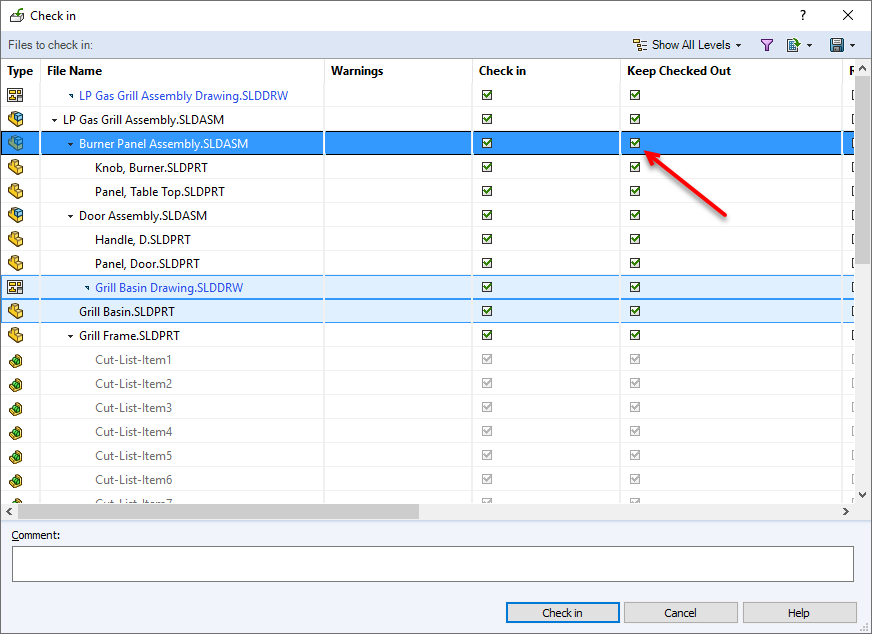 Check in
?
Files to check in:
Show All Levels
Type File Name Warnings Check in Keep Checked Out
LP Gas Grill Assembly Drawing.SLDDRW
LP Gas Grill Assembly.SLDASM
Burner Panel Assembly.SLDASM
Knob, Burner.SLDPRT
Panel, Table Top.SLDPRT
Door Assembly.SLDASM
Handle, D.SLDPRT
Panel, Door.SLDPRT
Grill Basin Drawing.SLDDRW
Grill Basin.SLDPRT
Grill Frame.SLDPRT
Cut-List-Item1
Cut-List-Item2
Cut-List-Item3
Cut-List-Item4
Cut-List-Item5
Cut-List-Item6
Cut-List-Item7
Comment:
Check in Cancel Help